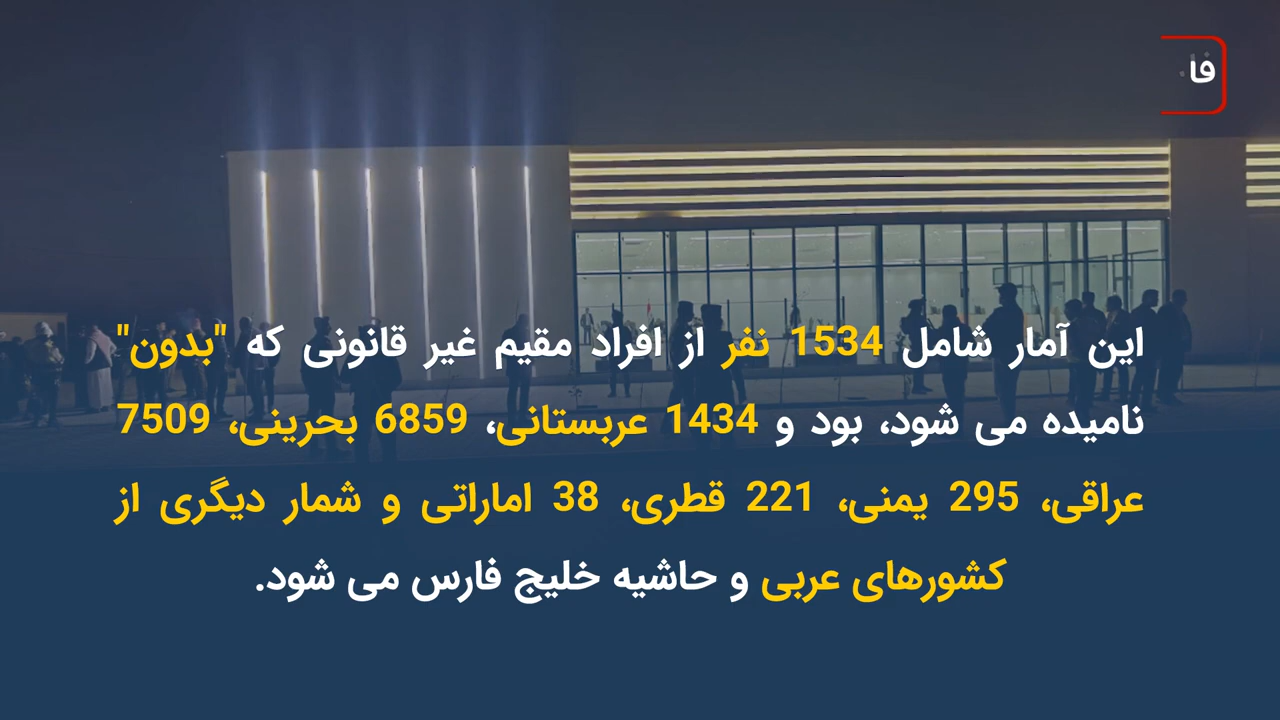 فا
این آمار شامل 1534 نفر از افراد مقیم غیر قانونی که "بدون"
نامیده می شود، بود و 1434 عربستانی، 6859 بحرینی، 7509
عراقی، 295 یمنی، 221 قطری، 38 اماراتی و شمار دیگری از
کشورهای عربی و حاشیه خلیج فارس می شود.